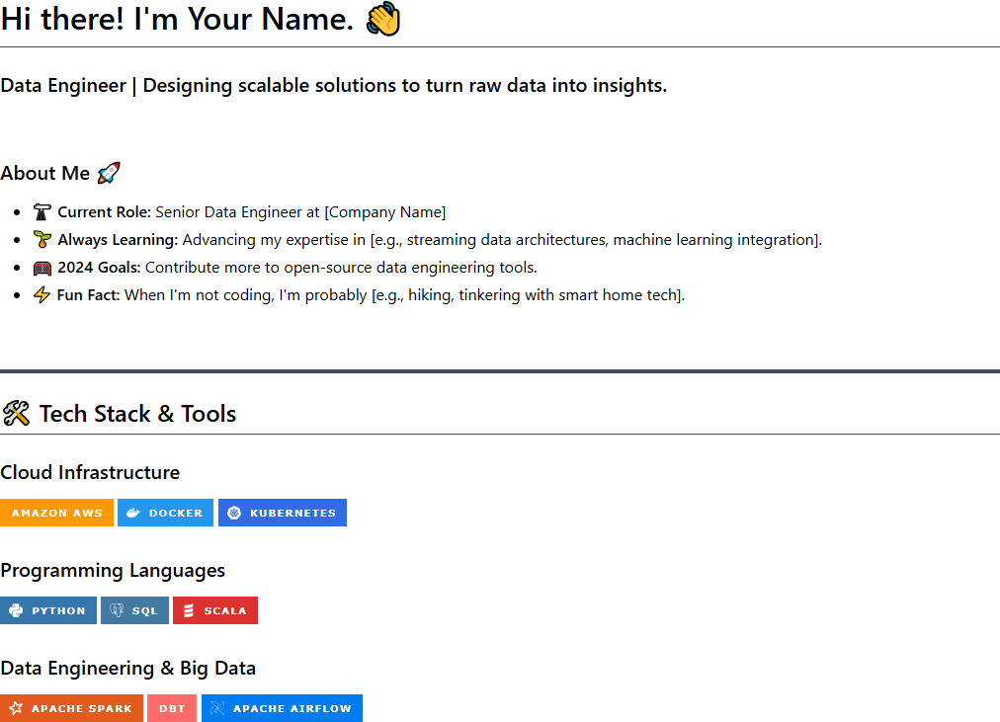 Hi there! I'm Your Name. 👋
Data Engineer | Designing scalable solutions to turn raw data into insights.
About Me 🚀
Current Role: Senior Data Engineer at [Company Name]
Always Learning: Advancing my expertise in [e.g., streaming data architectures, machine learning integration].
2024 Goals: Contribute more to open-source data engineering tools.
Fun Fact: When I'm not coding, I'm probably [e.g., hiking, tinkering with smart home tech].
Tech Stack & Tools
Cloud Infrastructure
AMAZON AWS DOCKER KUBERNETES
Programming Languages
PYTHON SQL SCALA
Data Engineering & Big Data
APACHE SPARK DBT APACHE AIRFLOW